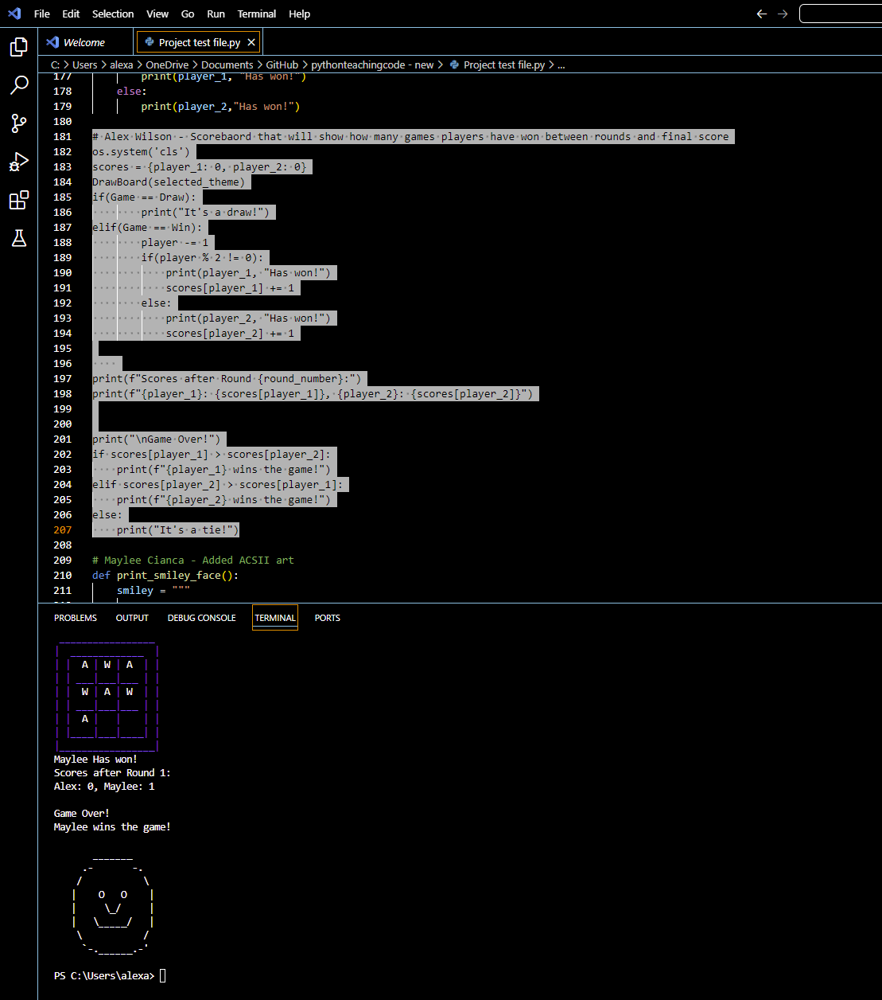 File Edit Selection View Go Run Terminal Help
Welcome Project test file.py
C: > Users > alexa > OneDrive > Documents > GitHub > pythonteachingcode - new > Project test file.py > ...
177 print(player_1, "Has won!")
178 else:
179 print(player_2,"Has won!")
180
181 # Alex Wilson - Scorebaord that will show how many games players have won between rounds and final score
182 os.system('cls')
183 scores = {player_1: 0, player_2: 0}
184 DrawBoard(selected_theme)
185 if(Game == Draw):
186 print("It's a draw!")
187 elif(Game == Win):
188 player -= 1
189 if(player % 2 != 0):
190 print(player_1, "Has won!")
191 scores[player_1] += 1
192 else:
193 print(player_2, "Has won!")
194 scores[player_2] += 1
195
196
197 print(f"Scores after Round {round_number}:")
198 print(f"{player_1}: {scores[player_1]}, {player_2}: {scores[player_2]}")
199
200
201 print("\nGame Over!")
202 if scores[player_1] > scores[player_2]:
203 print(f"{player_1} wins the game!")
204 elif scores[player_2] > scores[player_1]:
205 print(f"{player_2} wins the game!")
206 else:
207 print("It's a tie!")
208
209 # Maylee Cianca - Added ACSII art
210 def print_smiley_face():
211 smiley = """
PROBLEMS OUTPUT DEBUG CONSOLE TERMINAL PORTS
A | W | A
W | A | W
A | |
Maylee Has won!
Scores after Round 1:
Alex: 0, Maylee: 1
Game Over!
Maylee wins the game!
O O
PS C:\Users\alexa>